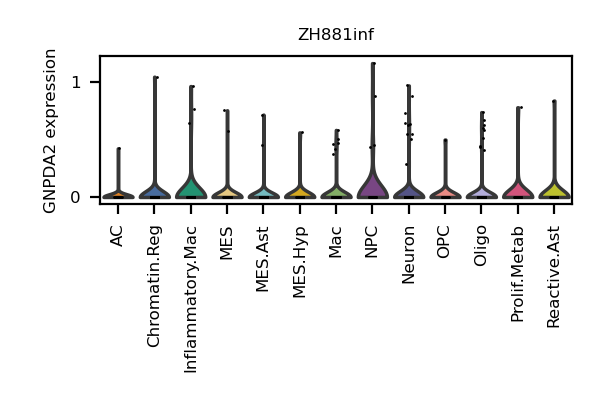 ZH881inf
GNPDA2 expression
1
0
AC
Chromatin.Reg
Inflammatory.Mac
MES
MES.Ast
MES.Hyp
Mac
NPC
Neuron
OPC
Oligo
Prolif.Metab
Reactive.Ast